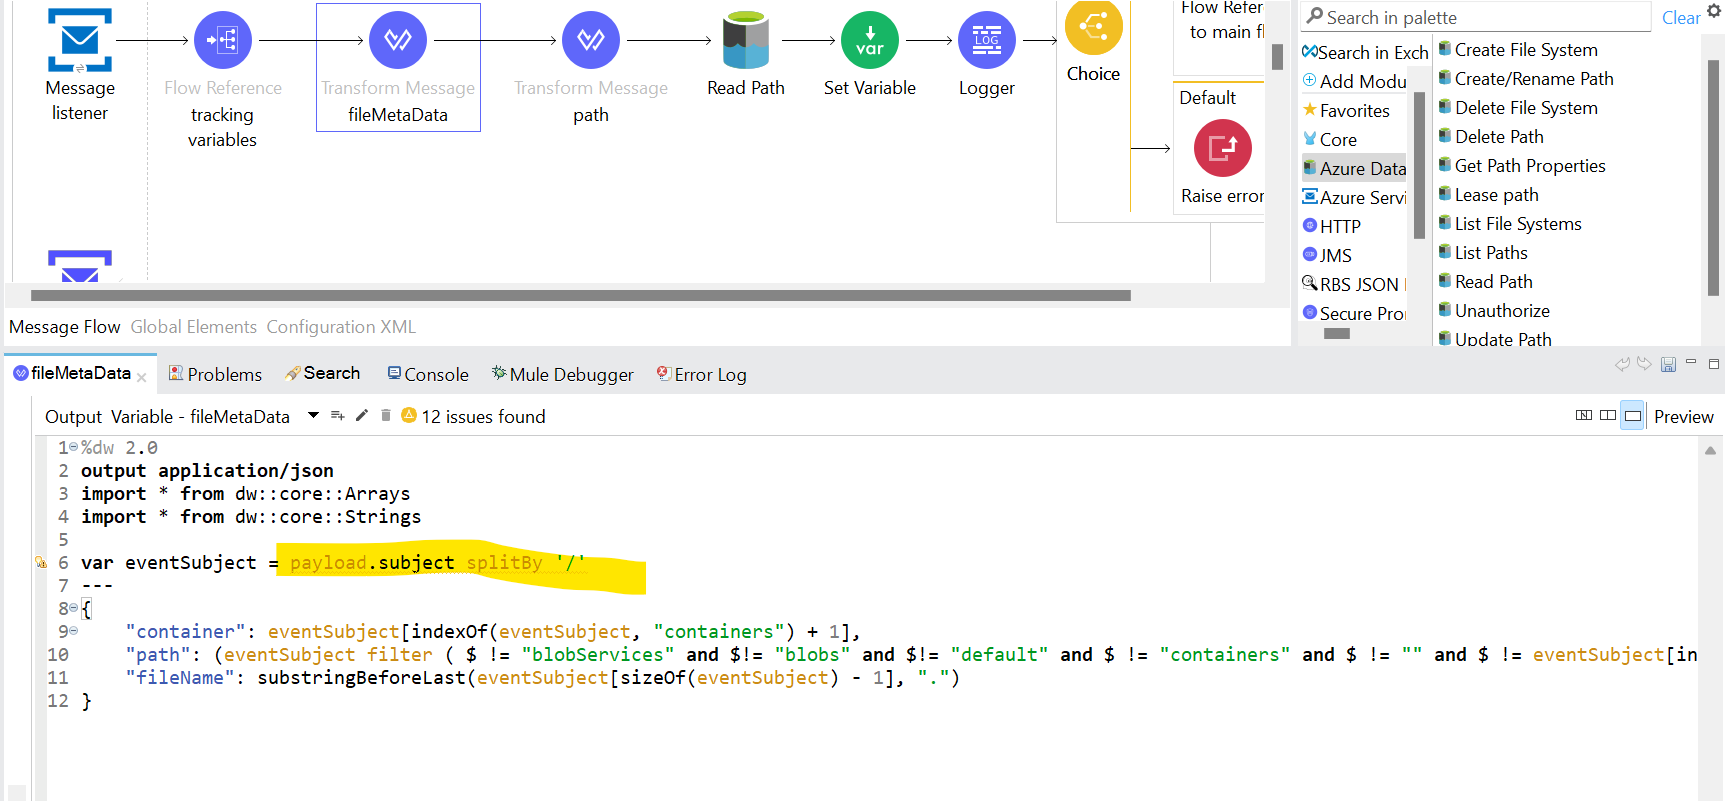 Message
listener
Flow Reference
tracking
variables
Transform Message
fileMetaData
Transform Message
path
Read Path
var
Set Variable
LOG
Logger
Choice
Flow Refer
to main fl
Default
Raise error
Search in palette
Clear
Search in Exch
Add Modu
Favorites
Core
Azure Data
Azure Servi
HTTP
JMS
RBS JSON
Secure Pro
Create File System
Create/Rename Path
Delete File System
Delete Path
Get Path Properties
Lease path
List File Systems
List Paths
Read Path
Unauthorize
Update Path
Message Flow Global Elements Configuration XML
fileMetaData Problems Search Console Mule Debugger Error Log
Output Variable - fileMetaData 12 issues found Preview
1 %dw 2.0
2 output application/json
3 import * from dw::core::Arrays
4 import * from dw::core::Strings
5
6 var eventSubject = payload.subject splitBy '/'
7 ---
8 {
9 "container": eventSubject[indexOf(eventSubject, "containers") + 1],
10 "path": (eventSubject filter ( $ != "blobServices" and $!= "blobs" and $!= "default" and $ != "containers" and $ != "" and $ != eventSubject[in
11 "fileName": substringBeforeLast(eventSubject[sizeOf(eventSubject) - 1], ".")
12 }